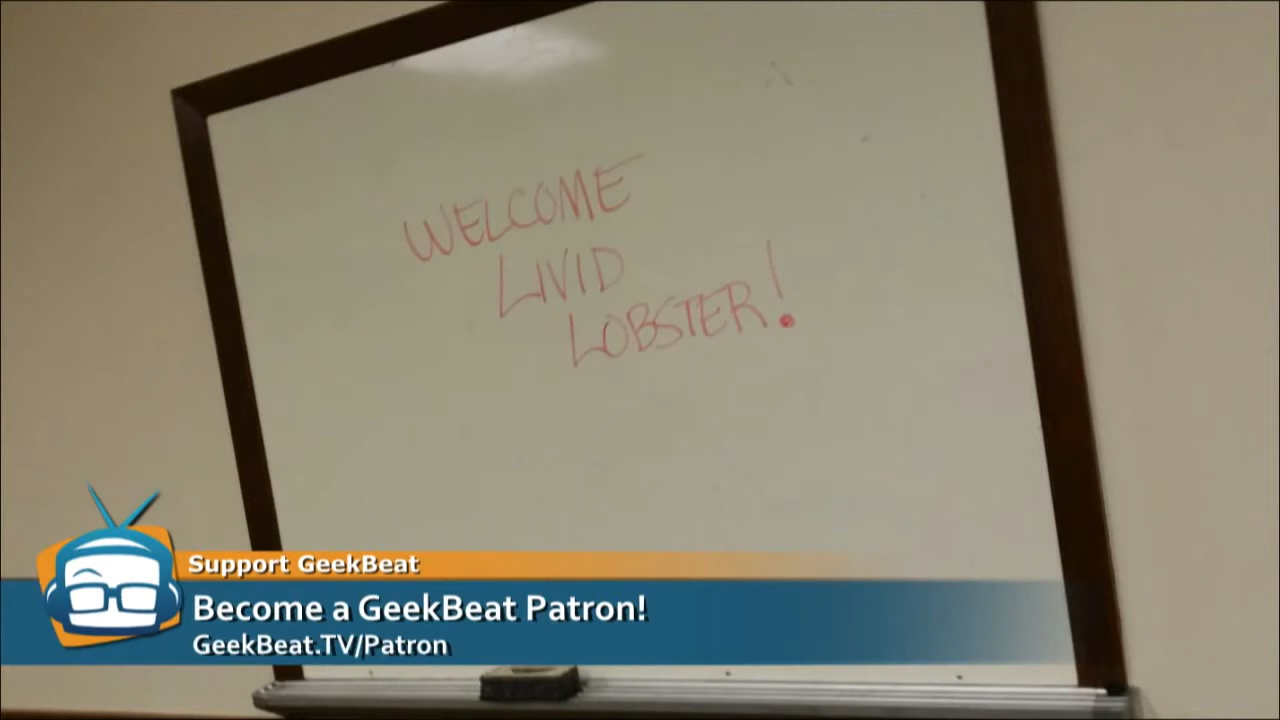 WELCOME
LIVID
LOBSTER!
Support GeekBeat
Become a GeekBeat Patron!
GeekBeat.TV/Patron